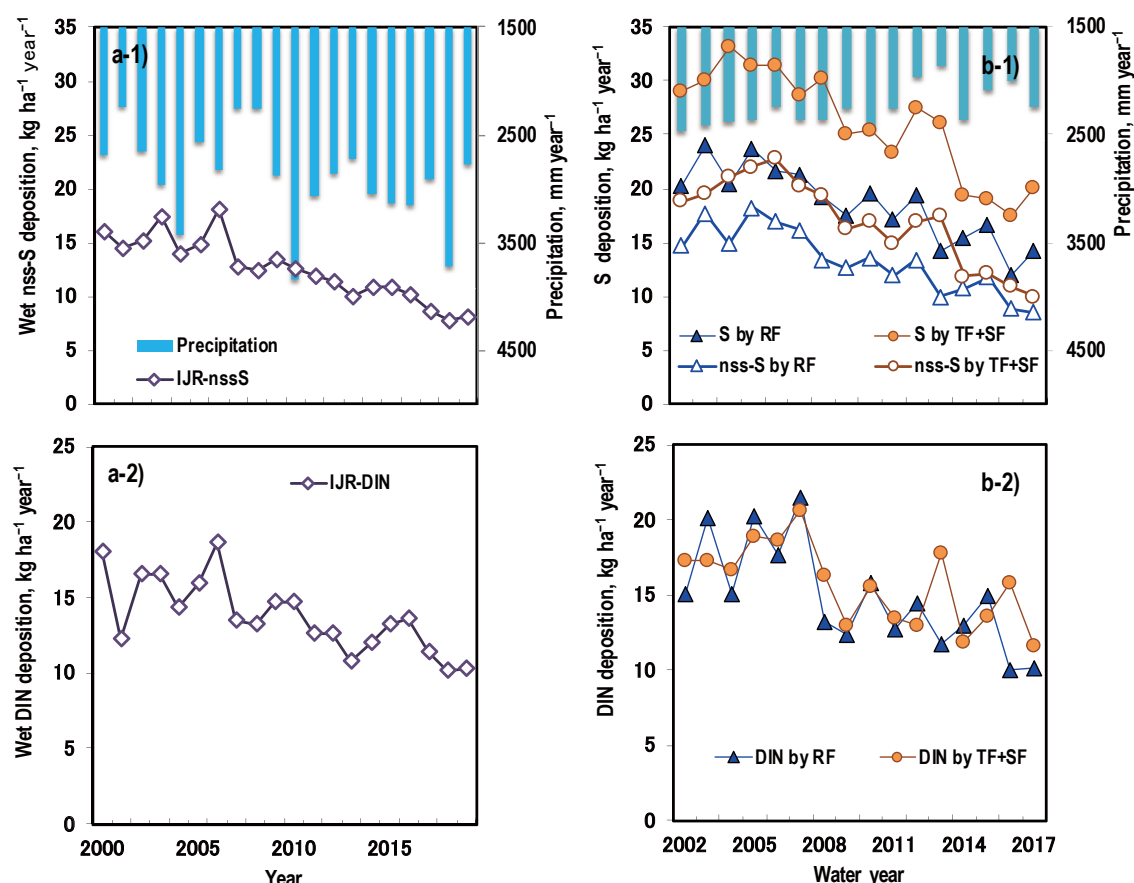 a-1)
Wet nss-S deposition, kg ha⁻¹ year⁻¹
35
30
25
20
15
10
5
0
1500
2500
3500
4500
Precipitation, mm year⁻¹
Precipitation
IJR-nssS
b-1)
S deposition, kg ha⁻¹ year⁻¹
35
30
25
20
15
10
5
0
1500
2500
3500
4500
Precipitation, mm year⁻¹
S by RF
S by TF+SF
nss-S by RF
nss-S by TF+SF
a-2)
Wet DIN deposition, kg ha⁻¹ year⁻¹
25
20
15
10
5
0
IJR-DIN
2000 2005 2010 2015
Year
b-2)
DIN deposition, kg ha⁻¹ year⁻¹
25
20
15
10
5
0
DIN by RF
DIN by TF+SF
2002 2005 2008 2011 2014 2017
Water year